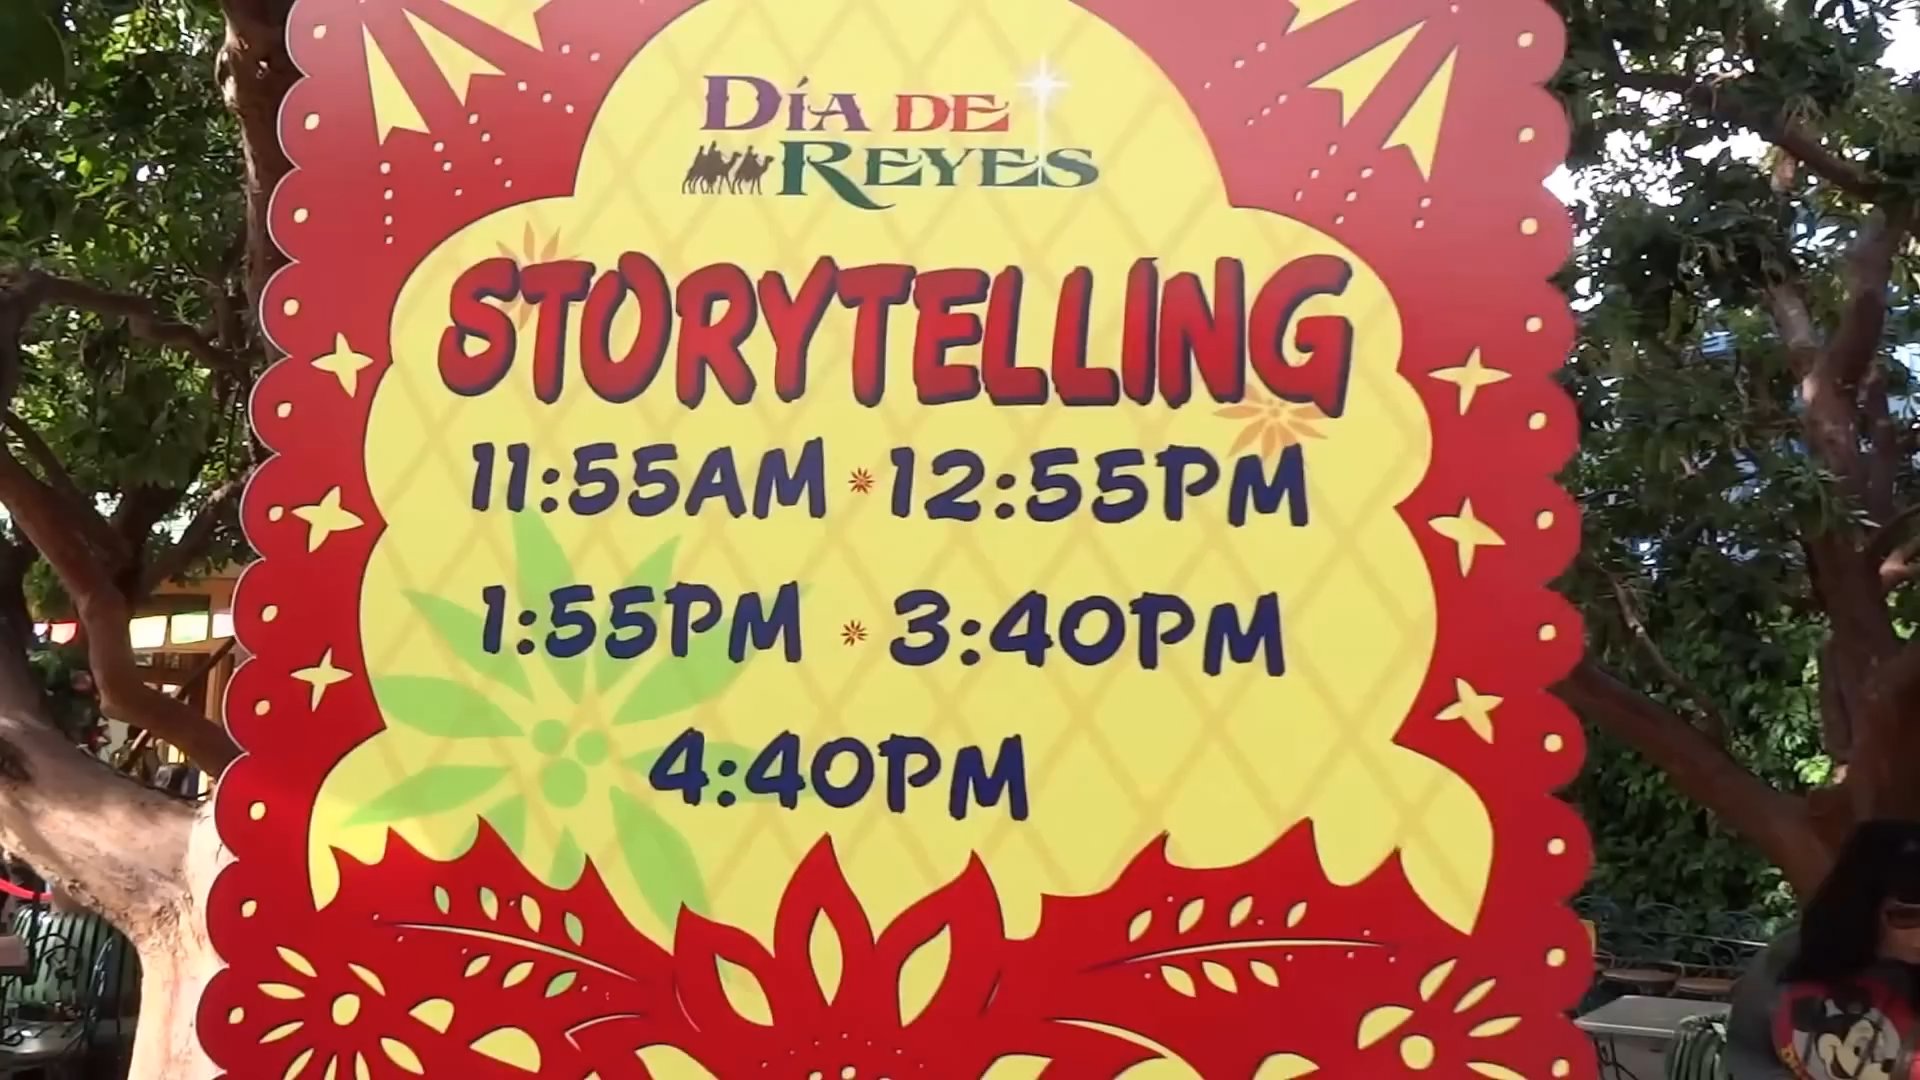 DÍA DE
REYES
STORYTELLING
11:55AM 12:55PM
1:55PM 3:40PM
4:40PM